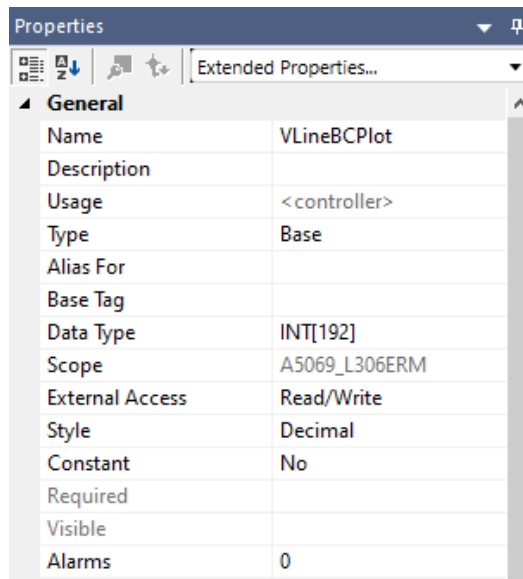 Properties
Extended Properties...
General
Name VLineBCPlot
Description
Usage <controller>
Type Base
Alias For
Base Tag
Data Type INT[192]
Scope A5069_L306ERM
External Access Read/Write
Style Decimal
Constant No
Required
Visible
Alarms 0